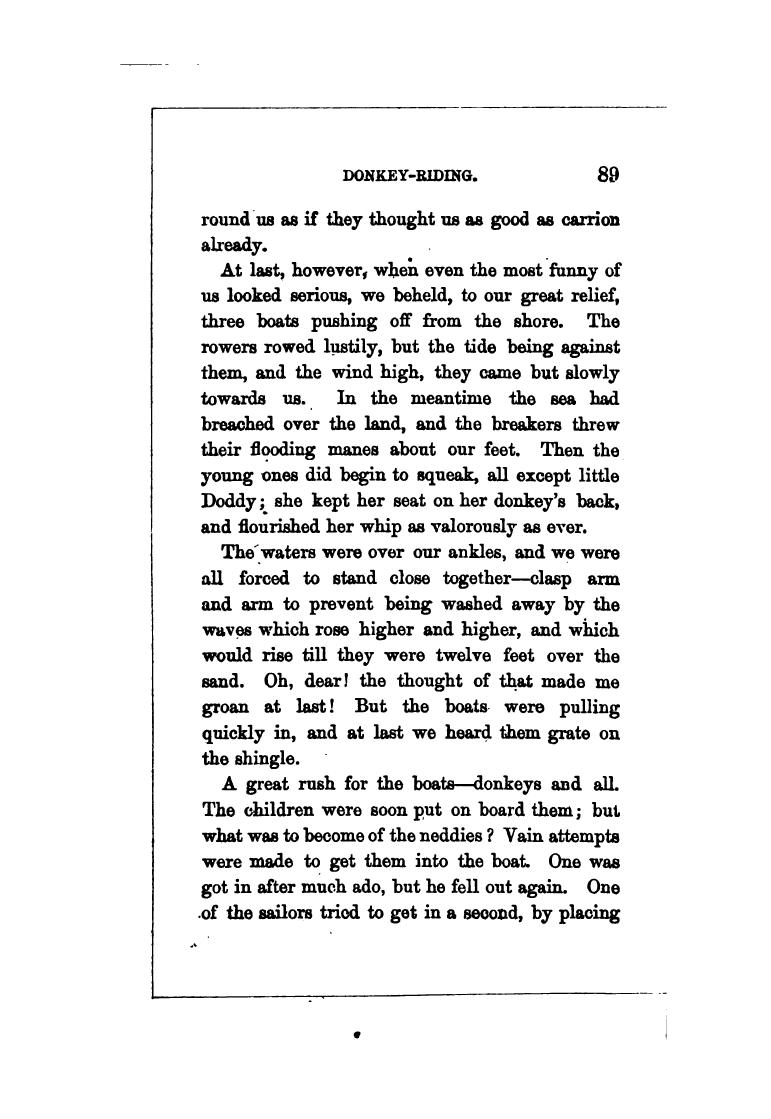 DONKEY-RIDING. 89
round us as if they thought us as good as carrion
already.
At last, however, when even the most funny of
us looked serious, we beheld, to our great relief,
three boats pushing off from the shore. The
rowers rowed lustily, but the tide being against
them, and the wind high, they came but slowly
towards us. In the meantime the sea had
breached over the land, and the breakers threw
their flooding manes about our feet. Then the
young ones did begin to squeak, all except little
Doddy; she kept her seat on her donkey's back,
and flourished her whip as valorously as ever.
The waters were over our ankles, and we were
all forced to stand close together—clasp arm
and arm to prevent being washed away by the
waves which rose higher and higher, and which
would rise till they were twelve feet over the
sand. Oh, dear! the thought of that made me
groan at last! But the boats were pulling
quickly in, and at last we heard them grate on
the shingle.
A great rush for the boats—donkeys and all.
The children were soon put on board them; but
what was to become of the neddies? Vain attempts
were made to get them into the boat. One was
got in after much ado, but he fell out again. One
of the sailors tried to get in a second, by placing